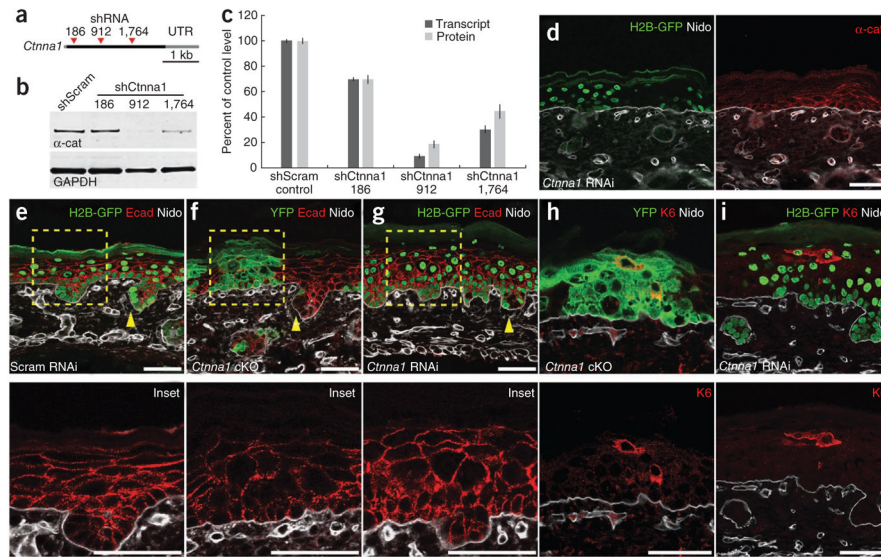 a
shRNA
186 912 1,764 UTR
Ctnna1
1 kb
b
shScram
shCtnna1
186 912 1,764
α-cat
GAPDH
c
Percent of control level
140
120
100
80
60
40
20
0
Transcript
Protein
shScram control
shCtnna1 186
shCtnna1 912
shCtnna1 1,764
d
H2B-GFP Nido
α-cat
Ctnna1 RNAi
e
H2B-GFP Ecad Nido
Scram RNAi
f
YFP Ecad Nido
Ctnna1 cKO
g
H2B-GFP Ecad Nido
Ctnna1 RNAi
h
YFP K6 Nido
Ctnna1 cKO
i
H2B-GFP K6 Nido
Ctnna1 RNAi
Inset
Inset
Inset
K6
K